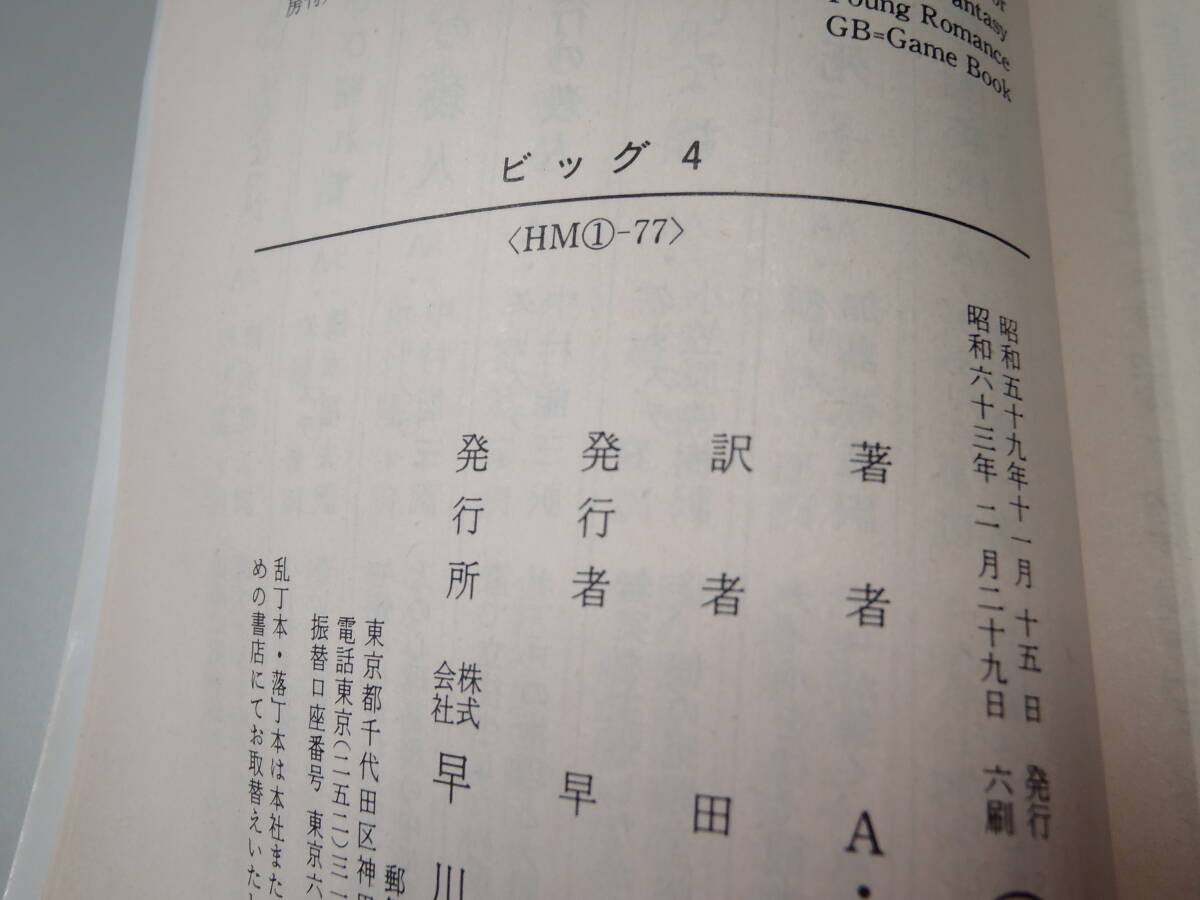 antasy
Young Romance
GB=Game Book
ビッグ4
〈HM①-77〉
昭和五十九年十一月十五日 発行
昭和六十三年二月二十九日 六刷
著者 A・
訳者 田
発行者 早
発行所 株式会社 早川
郵
東京都千代田区神田
電話東京(二五二)三一
振替口座番号 東京六
乱丁本・落丁本は本社また
めの書店にてお取替えいた